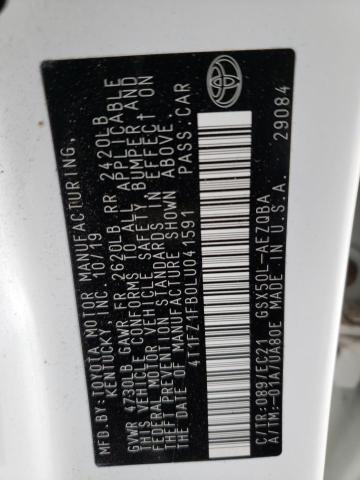 MFD. BY: TOYOTA MOTOR MANUFACTURING,
KENTUCKY, INC. 10/19
GVWR 4730LB GAWR FR 2620LB RR 2420LB
THIS VEHICLE CONFORMS TO ALL APPLICABLE
FEDERAL MOTOR VEHICLE SAFETY, BUMPER, AND
THEFT PREVENTION STANDARDS IN EFFECT ON
THE DATE OF MANUFACTURE SHOWN ABOVE.
4T1FZ1FB0LU041591 PASS.CAR
C/TR: 089/EC21 GSX50L-AEZQBA
A/TM: -01A/UA80E MADE IN U.S.A. 29084